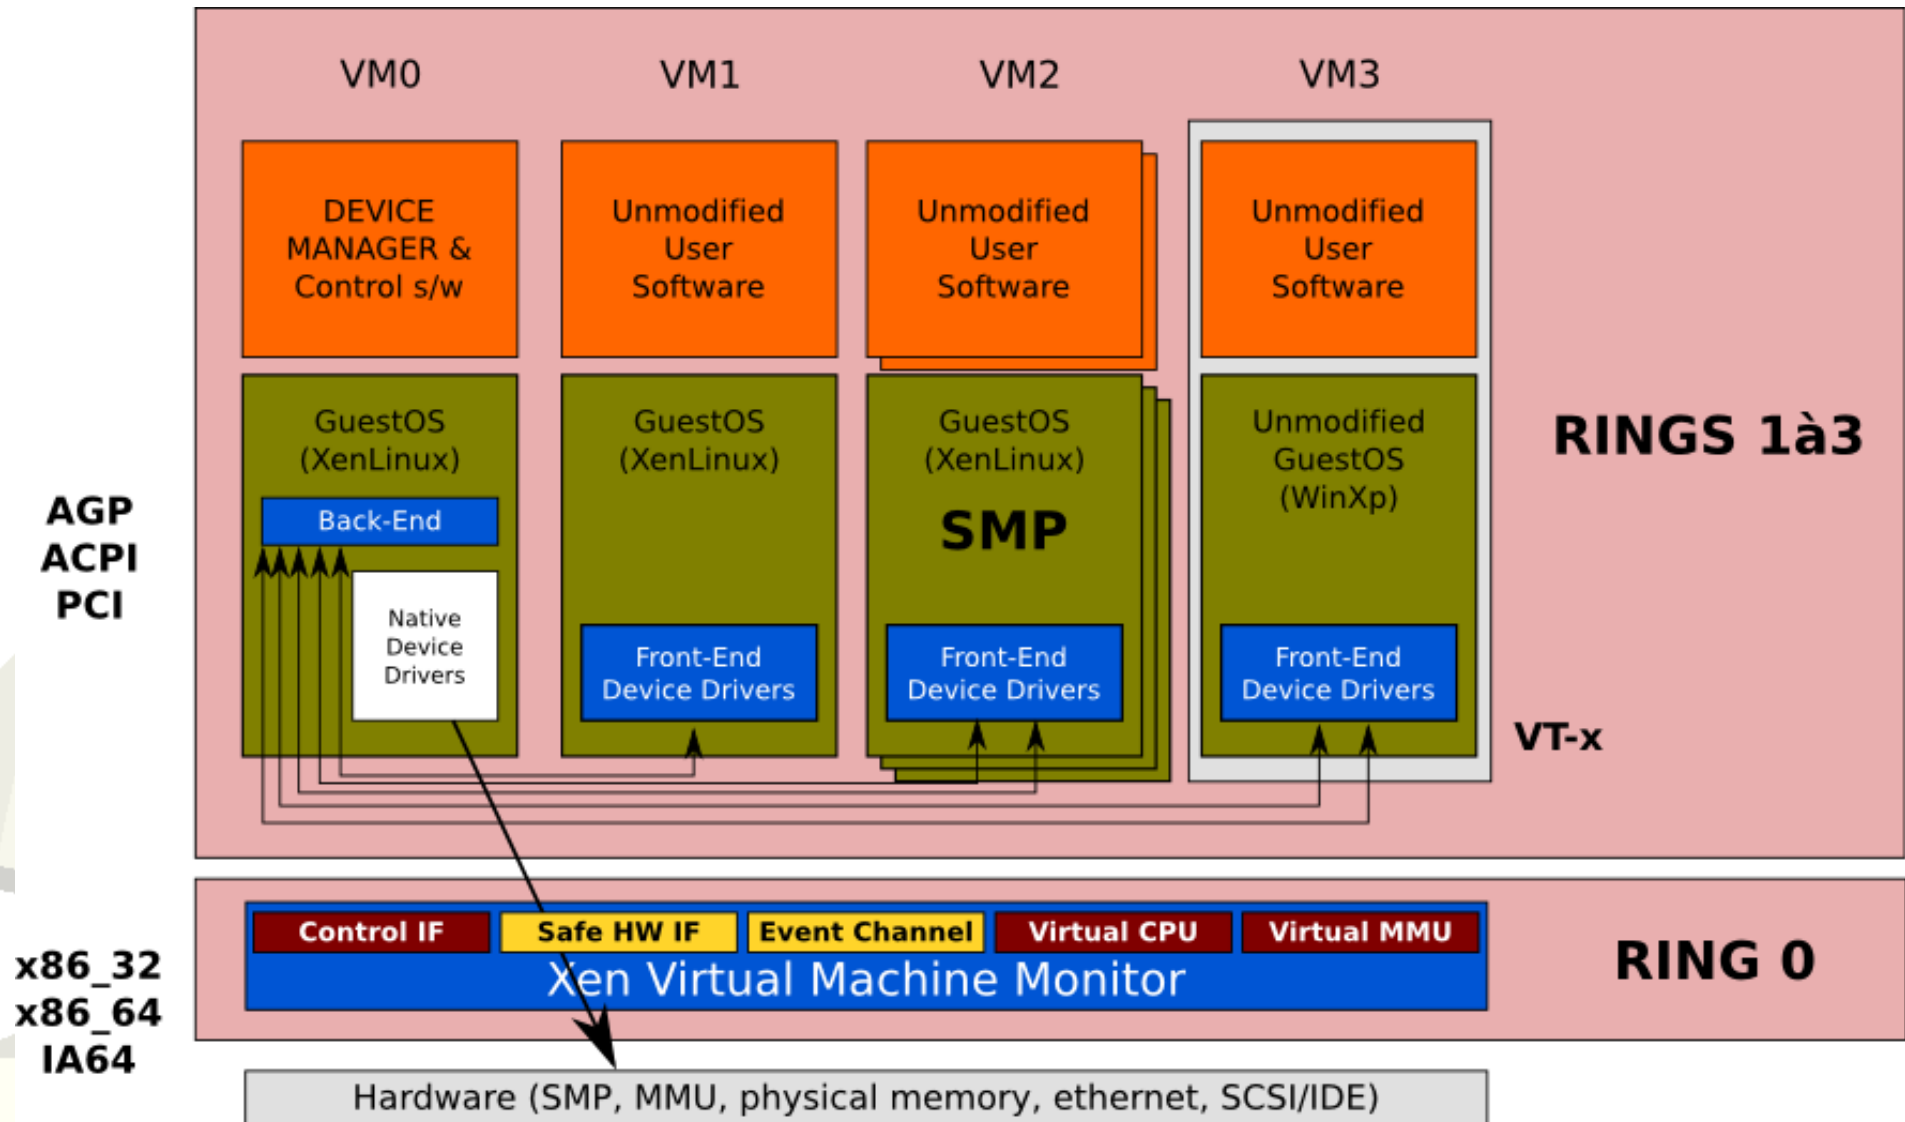 VM0
VM1
VM2
VM3
DEVICE
MANAGER &
Control s/w
Unmodified
User
Software
Unmodified
User
Software
Unmodified
User
Software
GuestOS
(XenLinux)
Back-End
Native
Device
Drivers
GuestOS
(XenLinux)
Front-End
Device Drivers
GuestOS
(XenLinux)
SMP
Front-End
Device Drivers
Unmodified
GuestOS
(WinXp)
Front-End
Device Drivers
RINGS 1à3
VT-x
AGP
ACPI
PCI
Control IF
Safe HW IF
Event Channel
Virtual CPU
Virtual MMU
Xen Virtual Machine Monitor
RING 0
x86_32
x86_64
IA64
Hardware (SMP, MMU, physical memory, ethernet, SCSI/IDE)